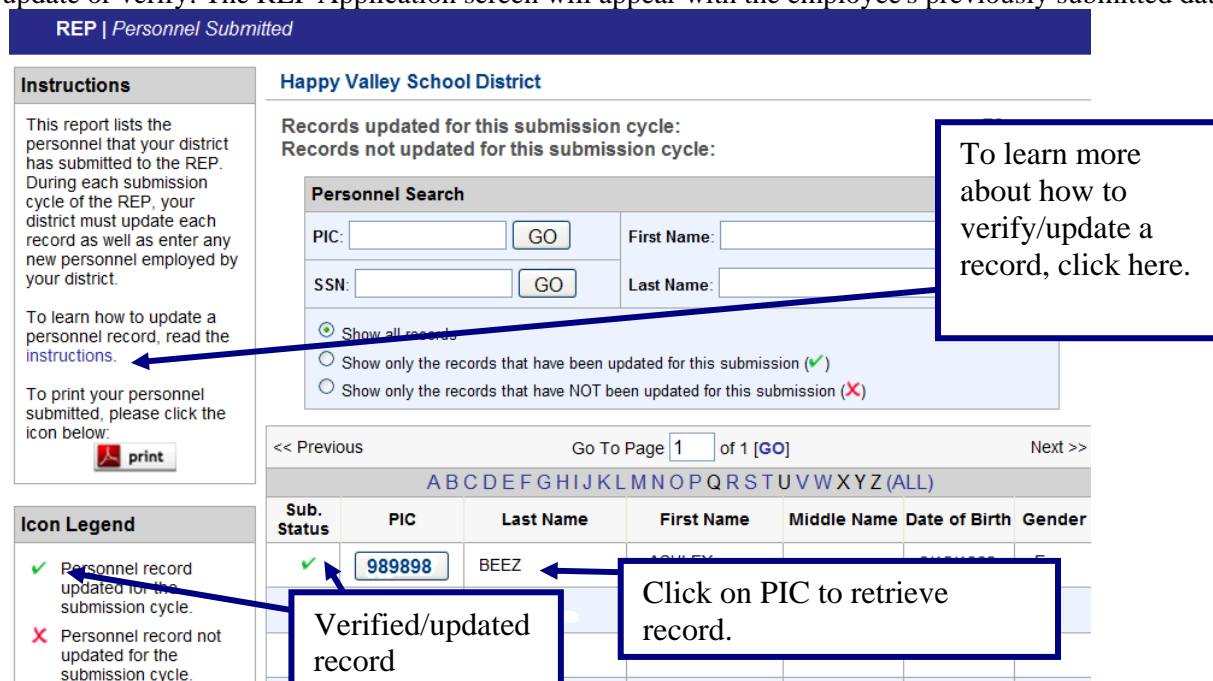 update or verify. The REP Application screen will appear with the employee's previously submitted dat
REP | Personnel Submitted
Instructions
This report lists the
personnel that your district
has submitted to the REP.
During each submission
cycle of the REP, your
district must update each
record as well as enter any
new personnel employed by
your district.
To learn how to update a
personnel record, read the
instructions.
To print your personnel
submitted, please click the
icon below:
print
Icon Legend
Personnel record
updated for the
submission cycle.
Personnel record not
updated for the
submission cycle.
Happy Valley School District
Records updated for this submission cycle:
Records not updated for this submission cycle:
Personnel Search
PIC: GO First Name:
SSN: GO Last Name:
Show all records
Show only the records that have been updated for this submission (✓)
Show only the records that have NOT been updated for this submission (X)
<< Previous Go To Page 1 of 1 [GO] Next >>
A B C D E F G H I J K L M N O P Q R S T U V W X Y Z (ALL)
Sub. Status PIC Last Name First Name Middle Name Date of Birth Gender
989898 BEEZ ASHLEY
To learn more
about how to
verify/update a
record, click here.
Click on PIC to retrieve
record.
Verified/updated
record